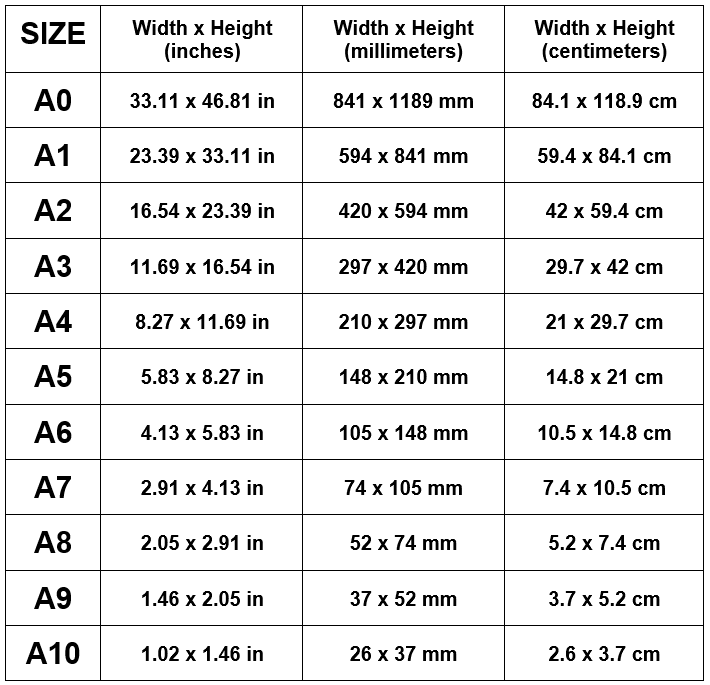 SIZE Width x Height (inches) Width x Height (millimeters) Width x Height (centimeters)
A0 33.11 x 46.81 in 841 x 1189 mm 84.1 x 118.9 cm
A1 23.39 x 33.11 in 594 x 841 mm 59.4 x 84.1 cm
A2 16.54 x 23.39 in 420 x 594 mm 42 x 59.4 cm
A3 11.69 x 16.54 in 297 x 420 mm 29.7 x 42 cm
A4 8.27 x 11.69 in 210 x 297 mm 21 x 29.7 cm
A5 5.83 x 8.27 in 148 x 210 mm 14.8 x 21 cm
A6 4.13 x 5.83 in 105 x 148 mm 10.5 x 14.8 cm
A7 2.91 x 4.13 in 74 x 105 mm 7.4 x 10.5 cm
A8 2.05 x 2.91 in 52 x 74 mm 5.2 x 7.4 cm
A9 1.46 x 2.05 in 37 x 52 mm 3.7 x 5.2 cm
A10 1.02 x 1.46 in 26 x 37 mm 2.6 x 3.7 cm